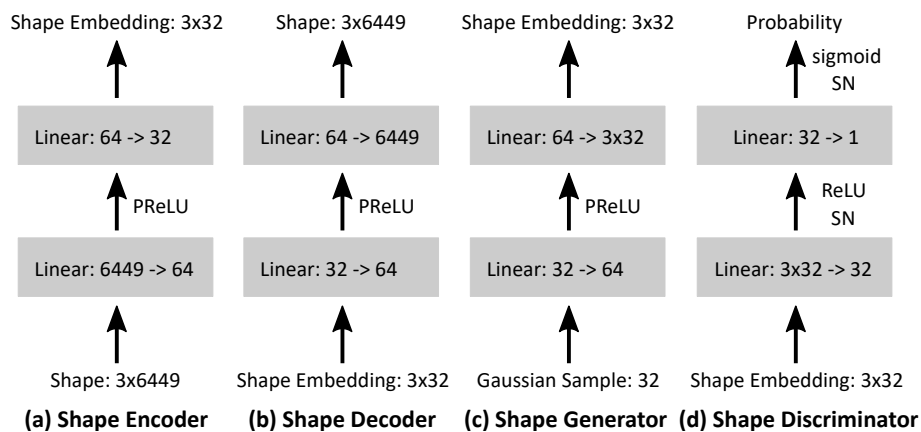 Shape Embedding: 3x32
Linear: 64 -> 32
PReLU
Linear: 6449 -> 64
Shape: 3x6449
(a) Shape Encoder
Shape: 3x6449
Linear: 64 -> 6449
PReLU
Linear: 32 -> 64
Shape Embedding: 3x32
(b) Shape Decoder
Shape Embedding: 3x32
Linear: 64 -> 3x32
PReLU
Linear: 32 -> 64
Gaussian Sample: 32
(c) Shape Generator
Probability
sigmoid
SN
Linear: 32 -> 1
ReLU
SN
Linear: 3x32 -> 32
Shape Embedding: 3x32
(d) Shape Discriminator